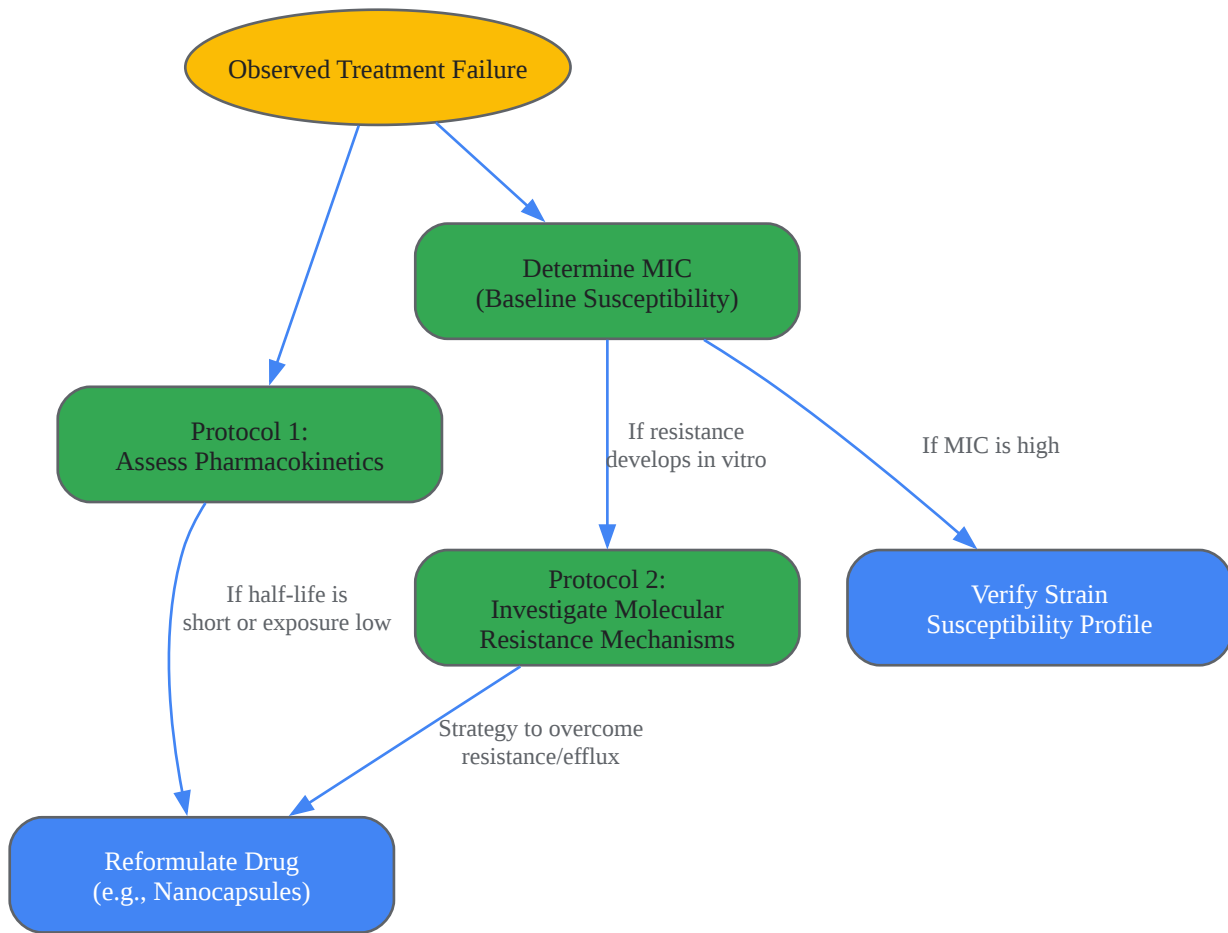 Observed Treatment Failure
Determine MIC
(Baseline Susceptibility)
Protocol 1:
Assess Pharmacokinetics
If resistance
develops in vitro
If MIC is high
Protocol 2:
Investigate Molecular
Resistance Mechanisms
Verify Strain
Susceptibility Profile
If half-life is
short or exposure low
Strategy to overcome
resistance/efflux
Reformulate Drug
(e.g., Nanocapsules)